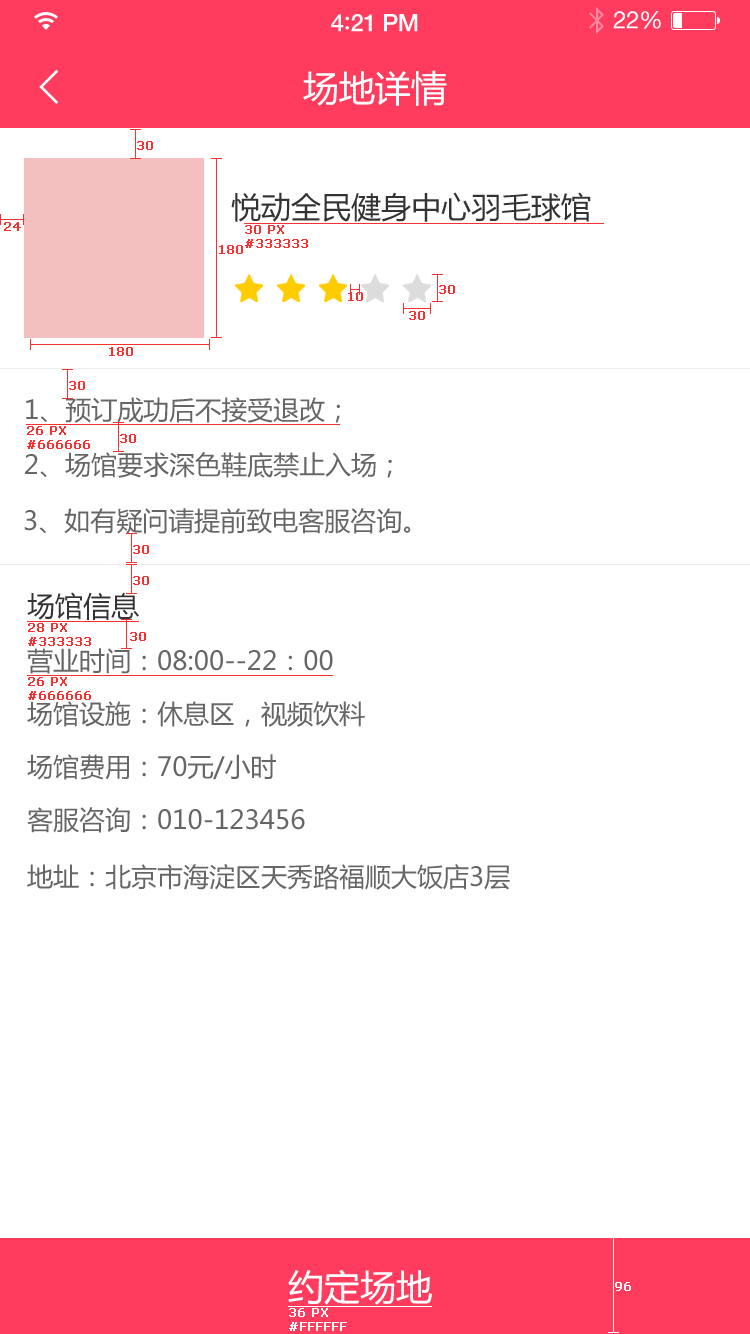 4:21 PM
22%
场地详情
30
24
悦动全民健身中心羽毛球馆
30 PX
#333333
180
10
30
30
180
30
1、预订成功后不接受退改；
26 PX
#666666
30
2、场馆要求深色鞋底禁止入场；
3、如有疑问请提前致电客服咨询。
30
30
场馆信息
28 PX
#333333
30
营业时间：08:00--22：00
26 PX
#666666
场馆设施：休息区，视频饮料
场馆费用：70元/小时
客服咨询：010-123456
地址：北京市海淀区天秀路福顺大饭店3层
约定场地
36 PX
#FFFFFF
96